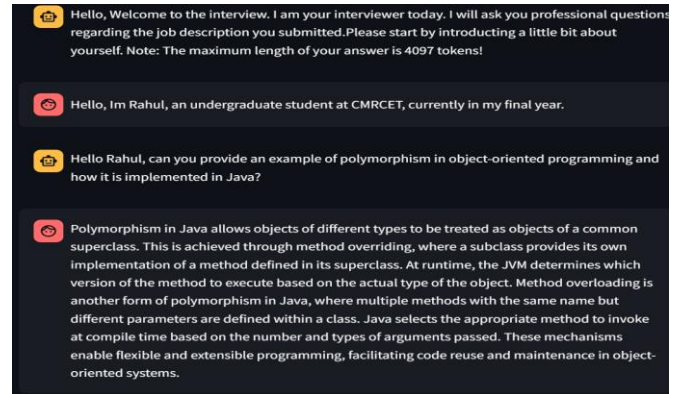 Hello, Welcome to the interview. I am your interviewer today. I will ask you professional questions
regarding the job description you submitted.Please start by introducting a little bit about
yourself. Note: The maximum length of your answer is 4097 tokens!
Hello, Im Rahul, an undergraduate student at CMRCET, currently in my final year.
Hello Rahul, can you provide an example of polymorphism in object-oriented programming and
how it is implemented in Java?
Polymorphism in Java allows objects of different types to be treated as objects of a common
superclass. This is achieved through method overriding, where a subclass provides its own
implementation of a method defined in its superclass. At runtime, the JVM determines which
version of the method to execute based on the actual type of the object. Method overloading is
another form of polymorphism in Java, where multiple methods with the same name but
different parameters are defined within a class. Java selects the appropriate method to invoke
at compile time based on the number and types of arguments passed. These mechanisms
enable flexible and extensible programming, facilitating code reuse and maintenance in object-
oriented systems.